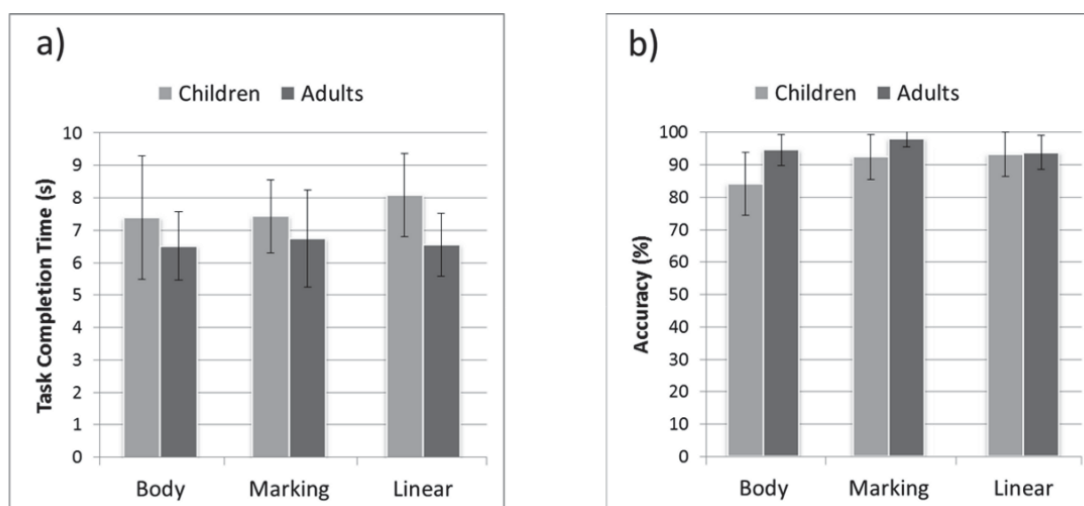 a)
Children Adults
Task Completion Time (s)
10
9
8
7
6
5
4
3
2
1
0
Body Marking Linear
b)
Children Adults
Accuracy (%)
100
90
80
70
60
50
40
30
20
10
0
Body Marking Linear